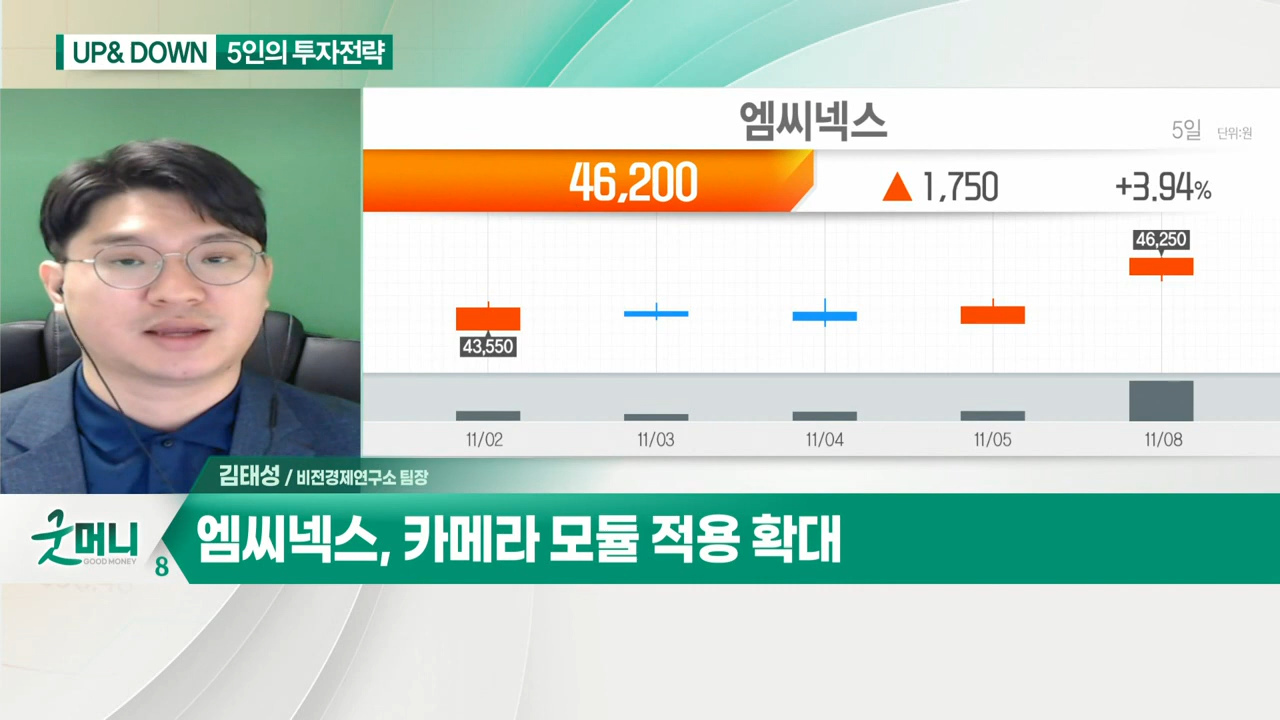 UP& DOWN 5인의 투자전략
엠씨넥스
5일 단위:원
46,200 ▲ 1,750 +3.94%
46,250
43,550
11/02 11/03 11/04 11/05 11/08
김태성 / 비전경제연구소 팀장
굿머니
GOOD MONEY
8
엠씨넥스, 카메라 모듈 적용 확대